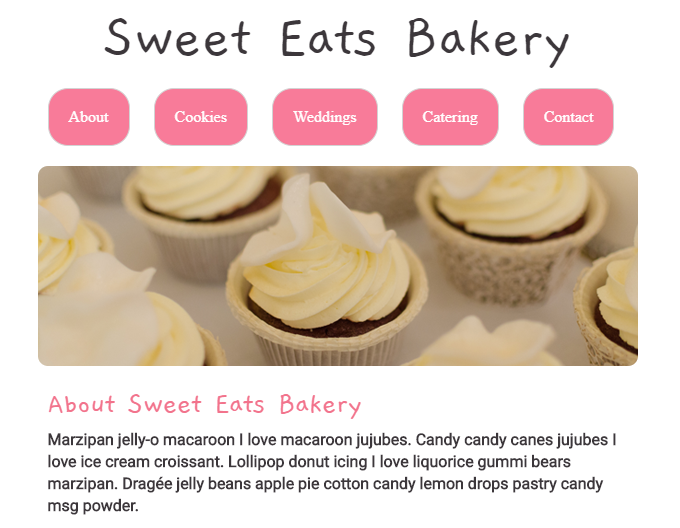 Sweet Eats Bakery
About Cookies Weddings Catering Contact
About Sweet Eats Bakery
Marzipan jelly-o macaroon I love macaroon jujubes. Candy candy canes jujubes I
love ice cream croissant. Lollipop donut icing I love liquorice gummi bears
marzipan. Dragée jelly beans apple pie cotton candy lemon drops pastry candy
msg powder.